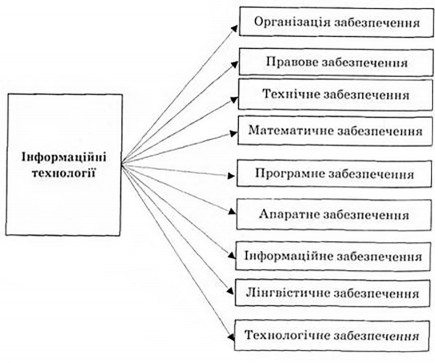 Організація забезпечення
Правове забезпечення
Технічне забезпечення
Математичне забезпечення
Інформаційні
технології
Програмне забезпечення
Апаратне забезпечення
Інформаційне забезпечення
Лінгвістичне забезпечення
Технологічне забезпечення